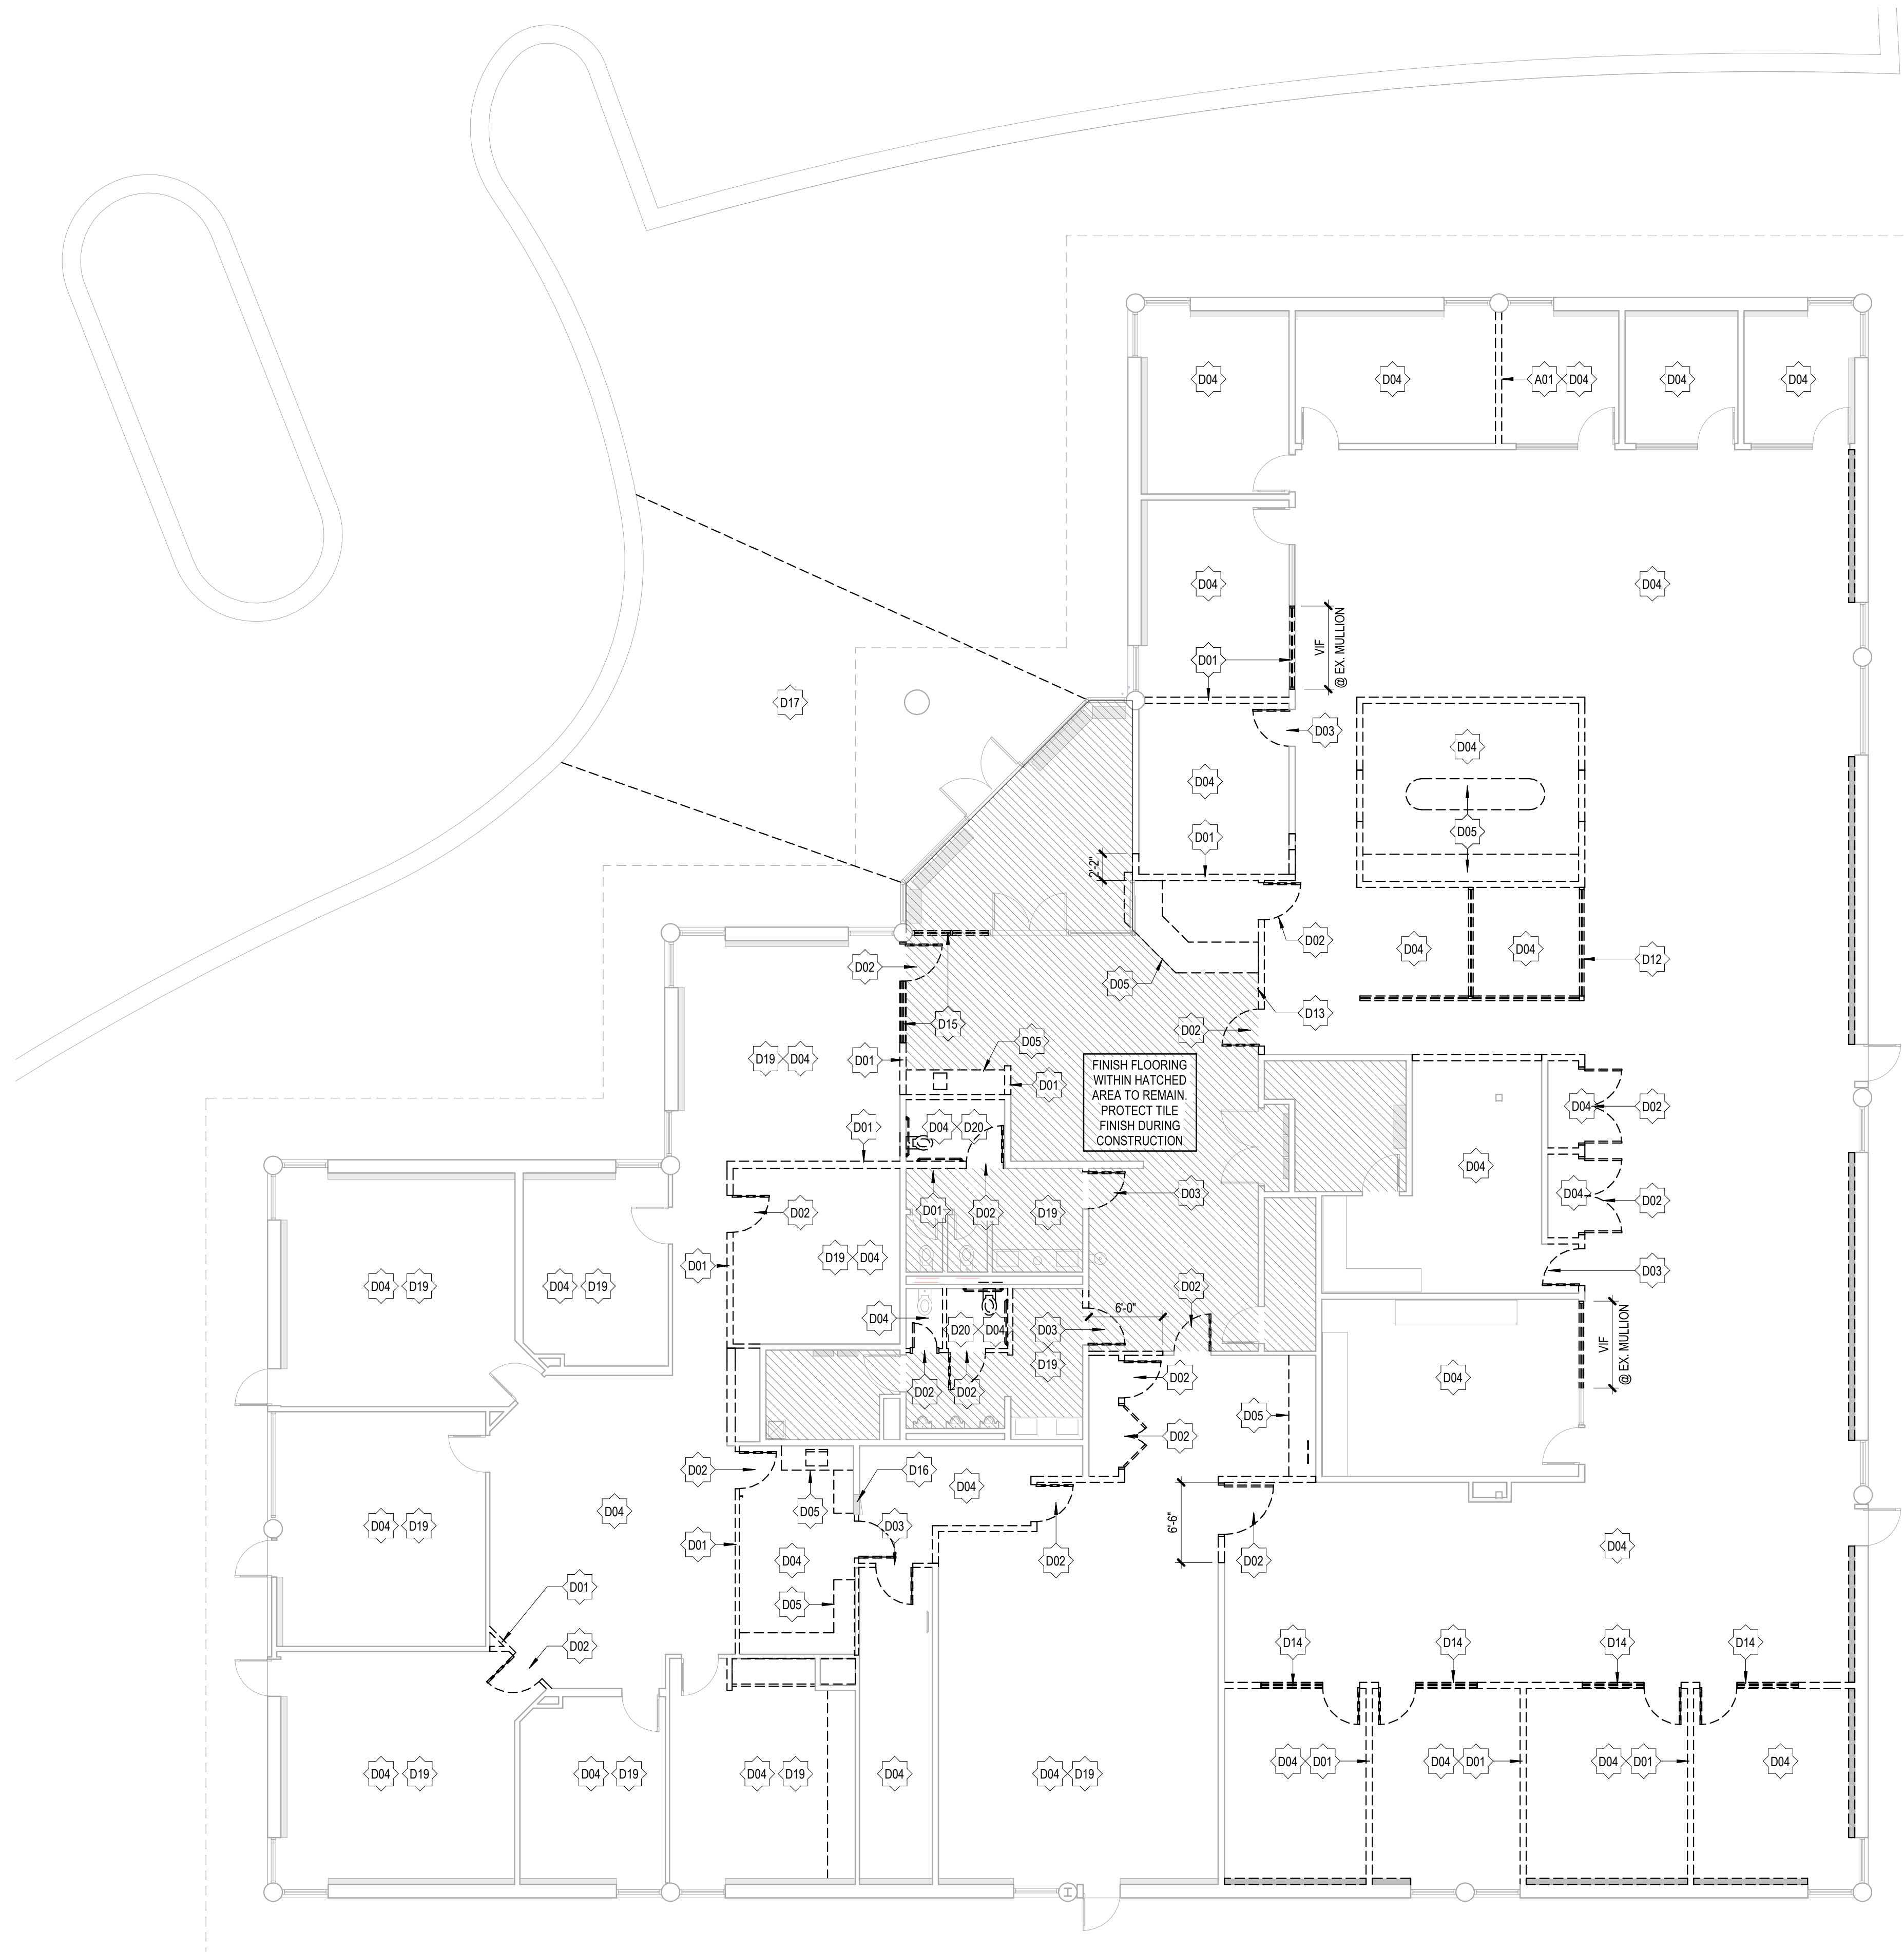 D04
D04
A01
D04
D04
D04
D04
D04
D01
VIF
@ EX. MULLION
D17
D03
D04
D04
D05
D01
2'-2"
D02
D04
D04
D12
D02
D05
D13
D15
D02
D05
D19
D04
D01
D01
FINISH FLOORING
WITHIN HATCHED
AREA TO REMAIN.
PROTECT TILE
FINISH DURING
CONSTRUCTION
D04
D02
D01
D04
D20
D04
D03
D04
D02
D02
D01
D02
D19
D19
D04
D01
D03
D04
D19
D04
D19
D02
6'-0"
D04
D20
D04
D03
VIF
@ EX. MULLION
D19
D02
D04
D02
D02
D05
D02
D02
D16
D04
D04
D05
D03
6'-6"
D04
D19
D01
D04
D02
D02
D04
D01
D05
D02
D14
D14
D14
D14
D04
D01
D04
D01
D04
D01
D04
D04
D19
D04
D19
D04
D19
D04
D04
D19